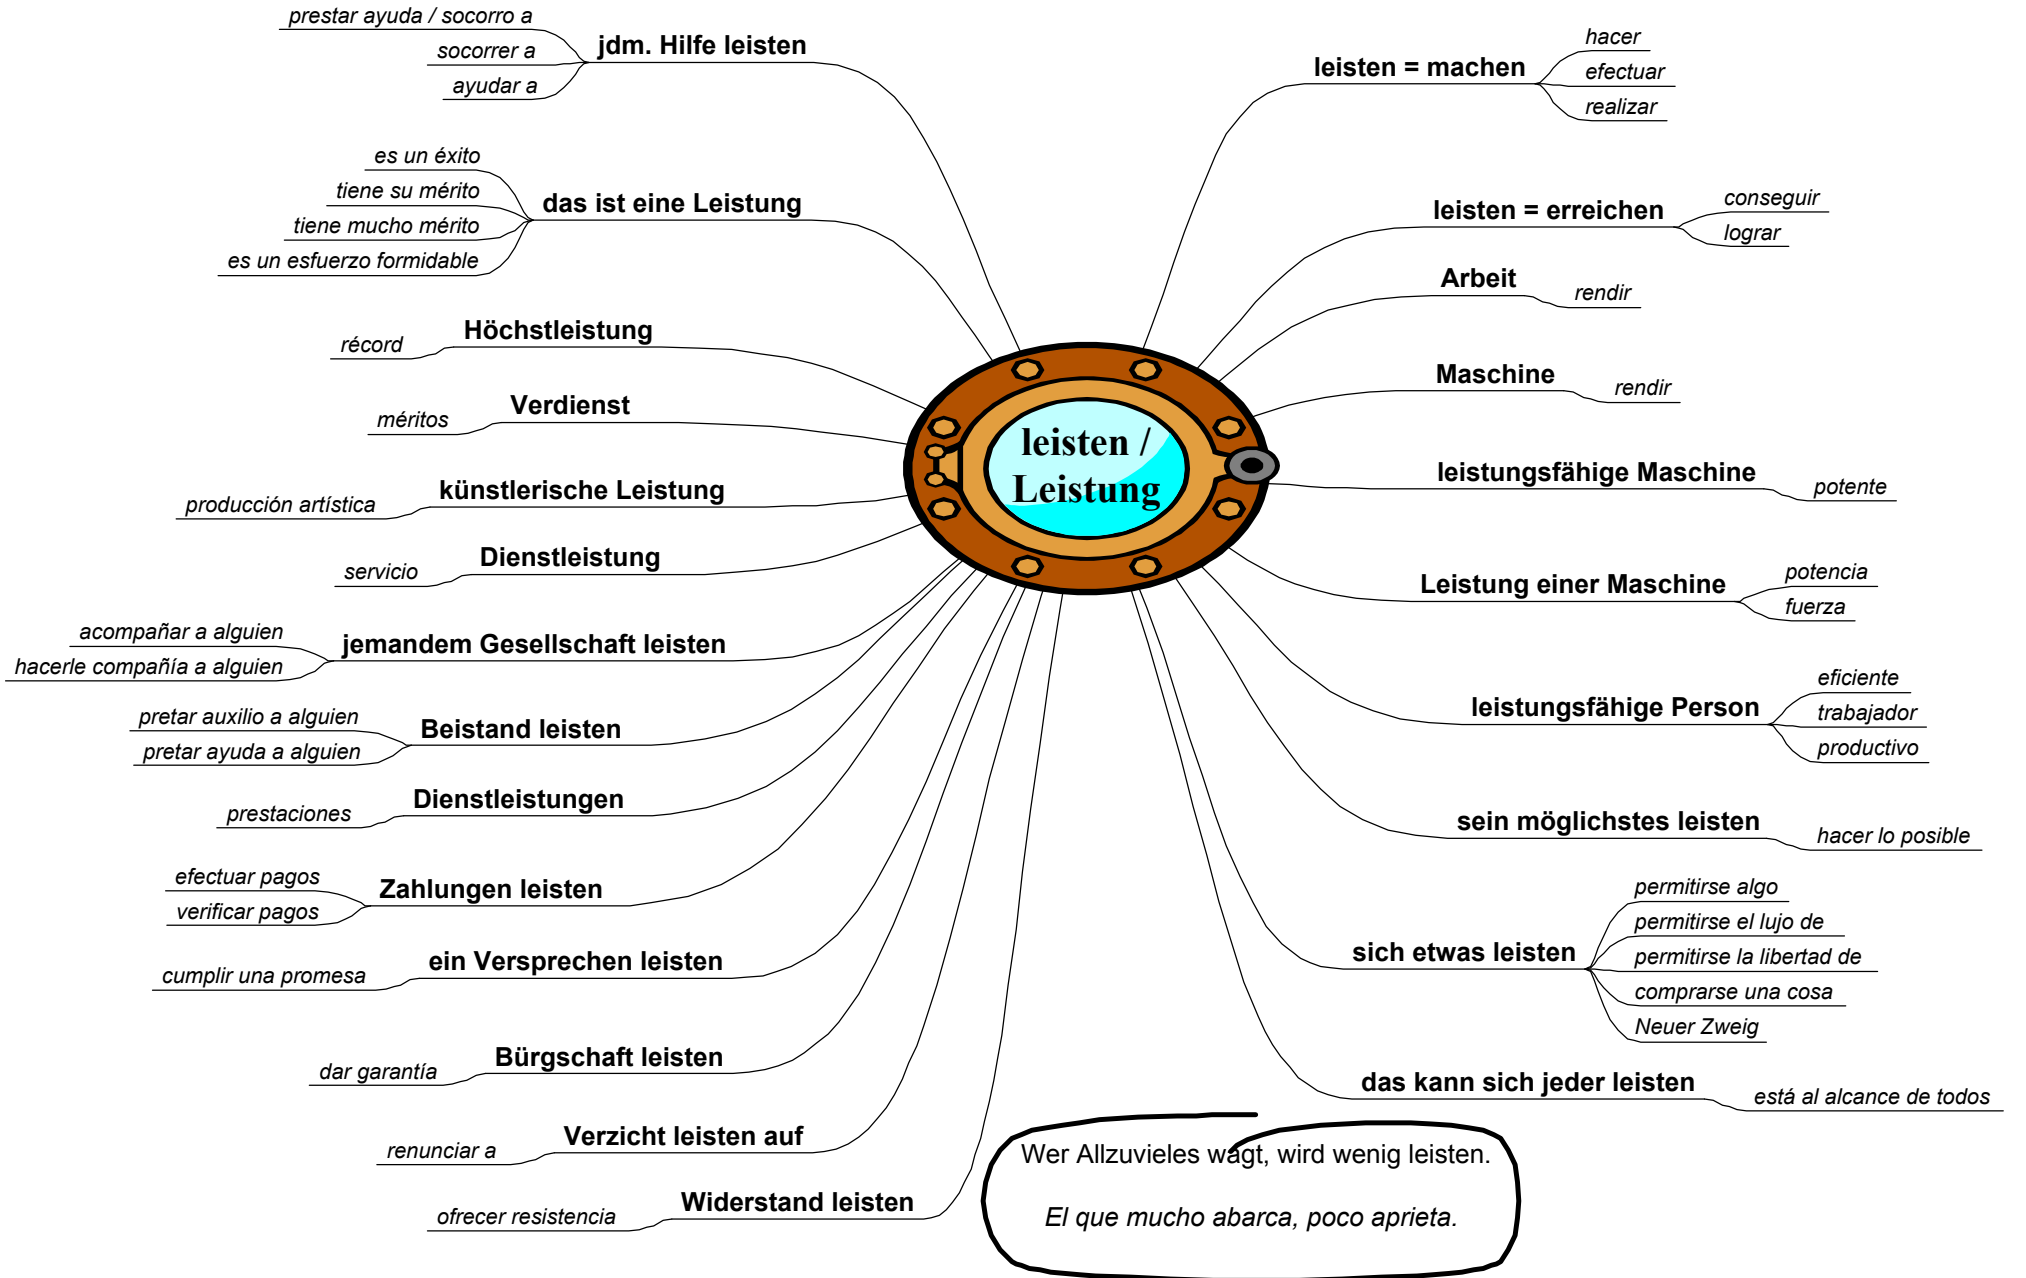 leisten /
Leistung
leisten = machen
hacer
efectuar
realizar
leisten = erreichen
conseguir
lograr
Arbeit
rendir
Maschine
rendir
leistungsfähige Maschine
potente
Leistung einer Maschine
potencia
fuerza
leistungsfähige Person
eficiente
trabajador
productivo
sein möglichstes leisten
hacer lo posible
sich etwas leisten
permitirse algo
permitirse el lujo de
permitirse la libertad de
comprarse una cosa
Neuer Zweig
das kann sich jeder leisten
está al alcance de todos
jdm. Hilfe leisten
prestar ayuda / socorro a
socorrer a
ayudar a
das ist eine Leistung
es un éxito
tiene su mérito
tiene mucho mérito
es un esfuerzo formidable
Höchstleistung
récord
Verdienst
méritos
künstlerische Leistung
producción artística
Dienstleistung
servicio
jemandem Gesellschaft leisten
acompañar a alguien
hacerle compañía a alguien
Beistand leisten
pretar auxilio a alguien
pretar ayuda a alguien
Dienstleistungen
prestaciones
Zahlungen leisten
efectuar pagos
verificar pagos
ein Versprechen leisten
cumplir una promesa
Bürgschaft leisten
dar garantía
Verzicht leisten auf
renunciar a
Widerstand leisten
ofrecer resistencia
Wer Allzuvieles wagt, wird wenig leisten.
El que mucho abarca, poco aprieta.